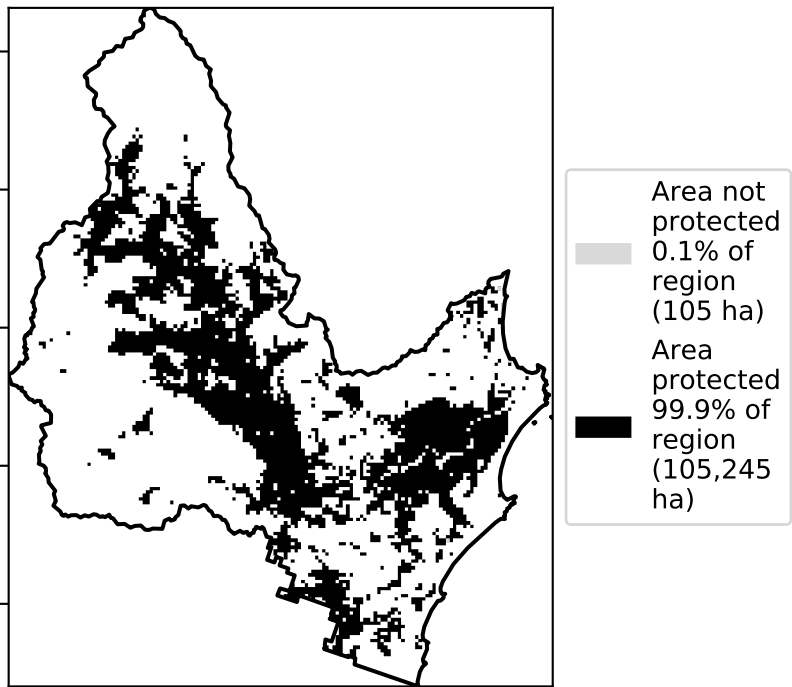 Area not
protected
0.1% of
region
(105 ha)
Area
protected
99.9% of
region
(105,245
ha)